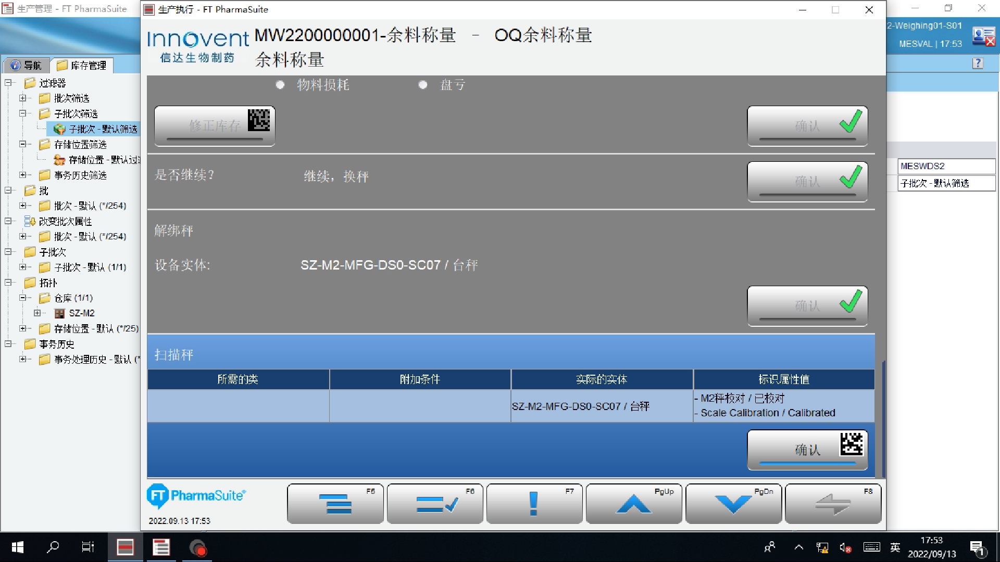 生产管理 - FT PharmaSuite
生产执行 - FT PharmaSuite
2-Weighing01-S01
MESVAL | 17:53
Innovent
信达生物制药
MW2200000001-余料称量 - OQ余料称量
余料称量
导航
库存管理
过滤器
批次筛选
子批次筛选
子批次 - 默认筛选
存储位置筛选
存储位置 - 默认过
事务历史筛选
批
批次 - 默认 (*/254)
改变批次属性
批次 - 默认 (*/254)
子批次
子批次 - 默认 (1/1)
拓扑
仓库 (1/1)
SZ-M2
存储位置 - 默认 (*/25)
事务历史
事务处理历史 - 默认 (*
物料损耗
盘亏
修正库存
确认
是否继续?
继续，换秤
确认
解绑秤
设备实体:
SZ-M2-MFG-DS0-SC07 / 台秤
确认
扫描秤
所需的类
附加条件
实际的实体
标识属性值
SZ-M2-MFG-DS0-SC07 / 台秤
- M2秤校对 / 已校对
- Scale Calibration / Calibrated
确认
MESWDS2
子批次 - 默认筛选
?
FT PharmaSuite®
2022.09.13 17:53
F5
F6
F7
PgUp
PgDn
F8
英
17:53
2022/09/13
1